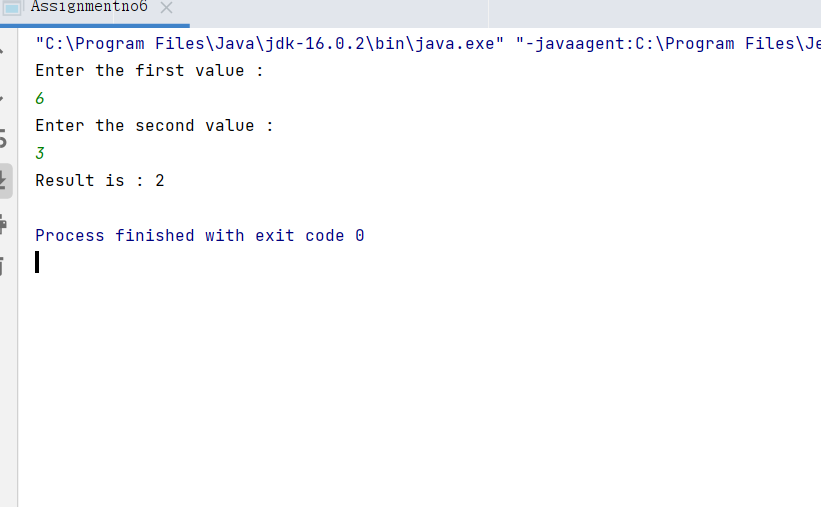 Assignmentno6
"C:\Program Files\Java\jdk-16.0.2\bin\java.exe" "-javaagent:C:\Program Files\Je
Enter the first value :
6
Enter the second value :
3
Result is : 2
Process finished with exit code 0